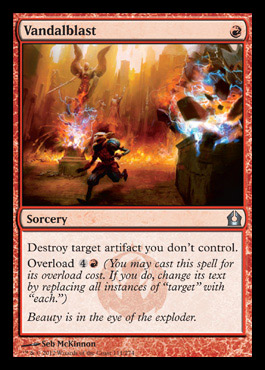 Vandalblast
Sorcery
Destroy target artifact you don't control.
Overload 4 (You may cast this spell for
its overload cost. If you do, change its text
by replacing all instances of "target" with
"each.")
Beauty is in the eye of the exploder.
Seb McKinnon